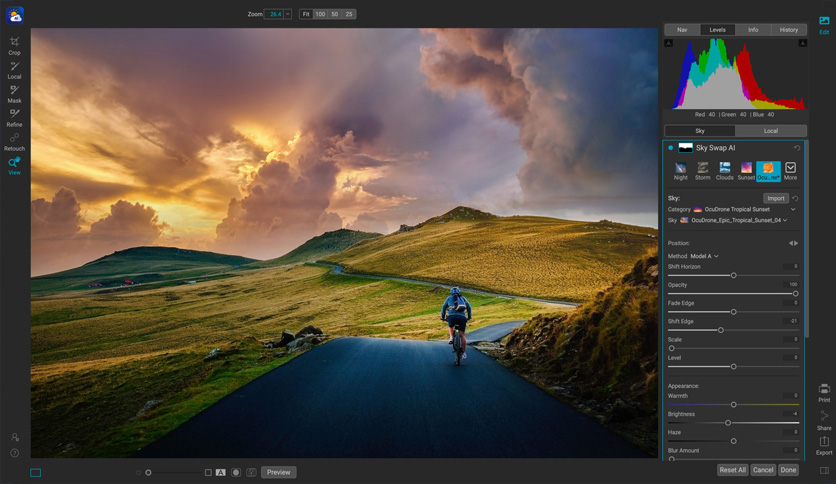 Zoom 26.4 Fit 100 50 25
Crop
Local
Mask
Refine
Retouch
View
Nav Levels Info History
Red 40 | Green 40 | Blue 40
Sky Local
Sky Swap AI
Night Storm Clouds Sunset Ocu...ne* More
Sky: Import
Category OcuDrone Tropical Sunset
Sky OcuDrone_Epic_Tropical_Sunset_04
Position:
Method Model A
Shift Horizon 0
Opacity 100
Fade Edge 0
Shift Edge -21
Scale 0
Level 0
Appearance:
Warmth 0
Brightness -4
Haze 0
Blur Amount 0
Edit
Print
Share
Export
A Preview
Reset All Cancel Done